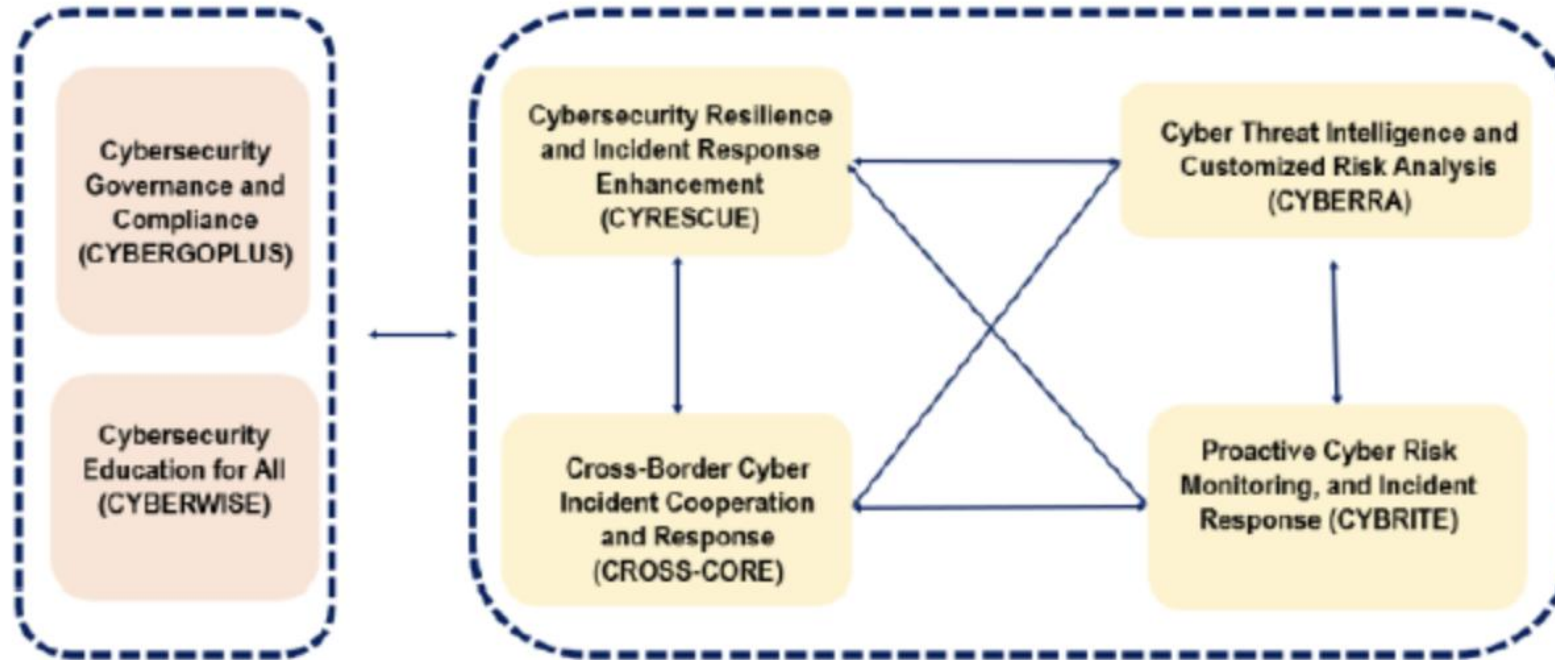 Cybersecurity
Governance and
Compliance
(CYBERGOPLUS)
Cybersecurity
Education for All
(CYBERWISE)
Cybersecurity Resilience
and Incident Response
Enhancement
(CYRESCUE)
Cyber Threat Intelligence and
Customized Risk Analysis
(CYBERRA)
Cross-Border Cyber
Incident Cooperation
and Response
(CROSS-CORE)
Proactive Cyber Risk
Monitoring, and Incident
Response (CYBRITE)